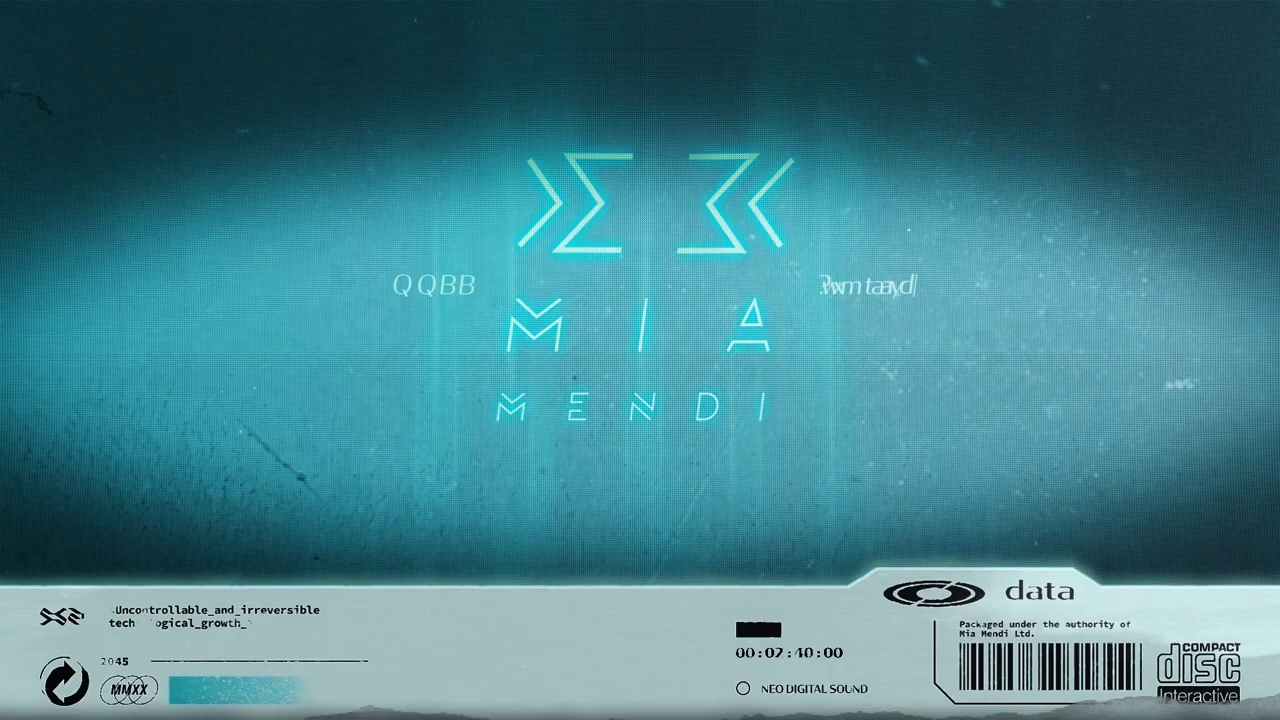 QQBB
MIA
MENDI
Uncontrollable_and_irreversible
tech ogical_growth_
2045
MMXX
00:02:40:00
NEO DIGITAL SOUND
data
Packaged under the authority of
Mia Mendi Ltd.
COMPACT
disc
Interactive